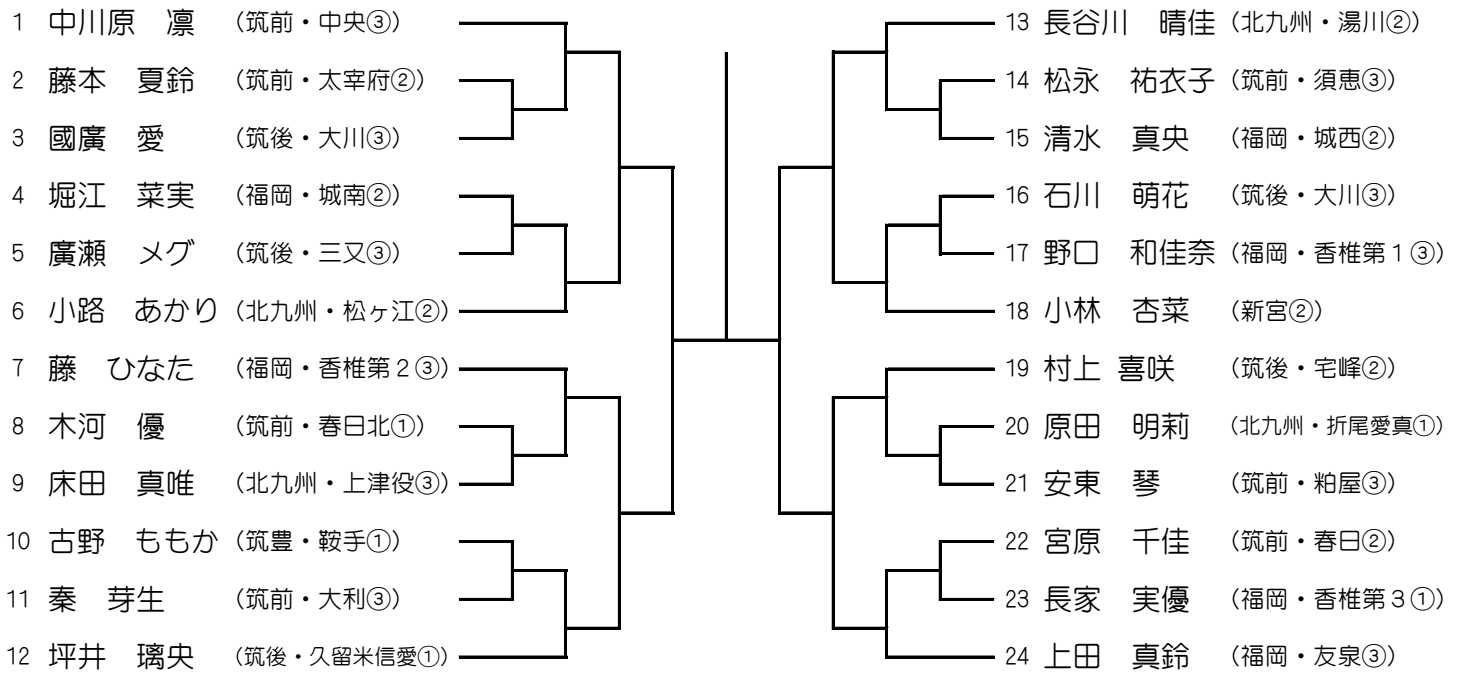 1 中川原 凛 (筑前・中央③)
2 藤本 夏鈴 (筑前・太宰府②)
3 國廣 愛 (筑後・大川③)
4 堀江 菜実 (福岡・城南②)
5 廣瀬 メグ (筑後・三又③)
6 小路 あかり (北九州・松ヶ江②)
7 藤 ひなた (福岡・香椎第2③)
8 木河 優 (筑前・春日北①)
9 床田 真唯 (北九州・上津役③)
10 古野 ももか (筑豊・鞍手①)
11 秦 芽生 (筑前・大利③)
12 坪井 璃央 (筑後・久留米信愛①)
13 長谷川 晴佳 (北九州・湯川②)
14 松永 祐衣子 (筑前・須恵③)
15 清水 真央 (福岡・城西②)
16 石川 萌花 (筑後・大川③)
17 野口 和佳奈 (福岡・香椎第1③)
18 小林 杏菜 (新宮②)
19 村上 喜咲 (筑後・宅峰②)
20 原田 明莉 (北九州・折尾愛真①)
21 安東 琴 (筑前・粕屋③)
22 宮原 千佳 (筑前・春日②)
23 長家 実優 (福岡・香椎第3①)
24 上田 真鈴 (福岡・友泉③)